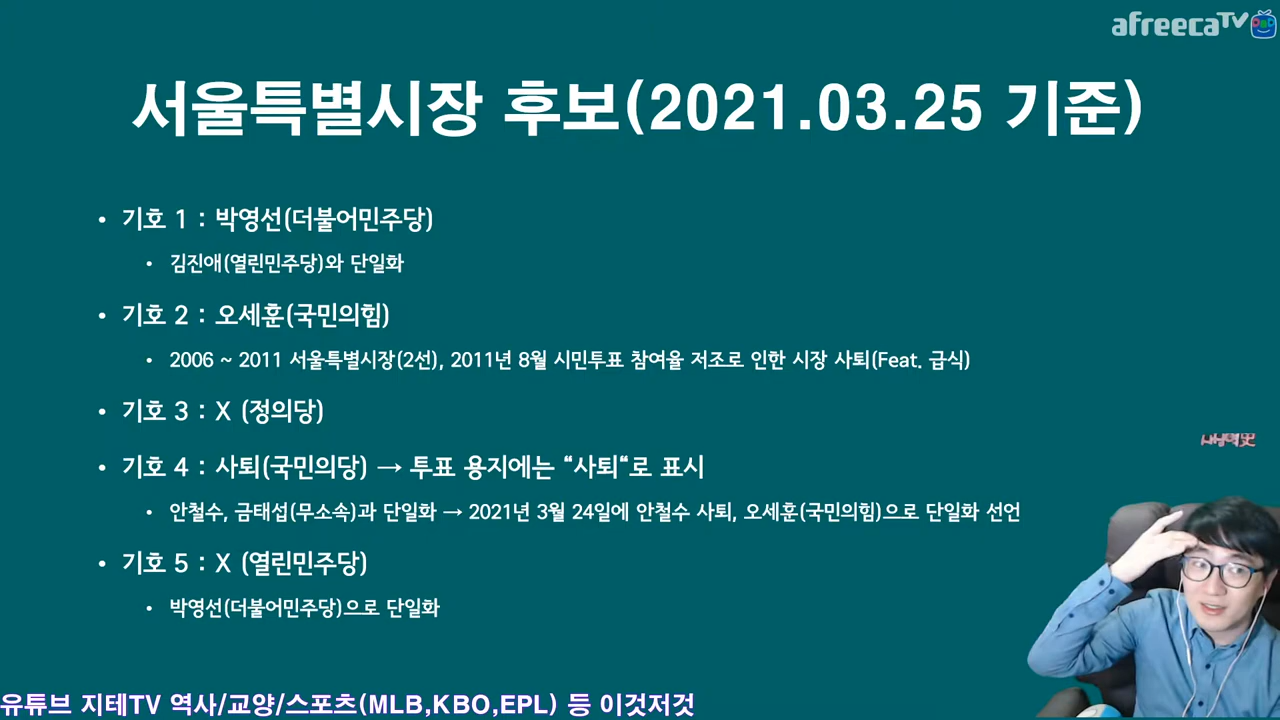 afreecaTV
서울특별시장 후보(2021.03.25 기준)
• 기호 1 : 박영선(더불어민주당)
• 김진애(열린민주당)와 단일화
• 기호 2 : 오세훈(국민의힘)
• 2006 ~ 2011 서울특별시장(2선), 2011년 8월 시민투표 참여율 저조로 인한 시장 사퇴(Feat. 급식)
• 기호 3 : X (정의당)
• 기호 4 : 사퇴(국민의당) → 투표 용지에는 “사퇴“로 표시
• 안철수, 금태섭(무소속)과 단일화 → 2021년 3월 24일에 안철수 사퇴, 오세훈(국민의힘)으로 단일화 선언
• 기호 5 : X (열린민주당)
• 박영선(더불어민주당)으로 단일화
유튜브 지테TV 역사/교양/스포츠(MLB,KBO,EPL) 등 이것저것